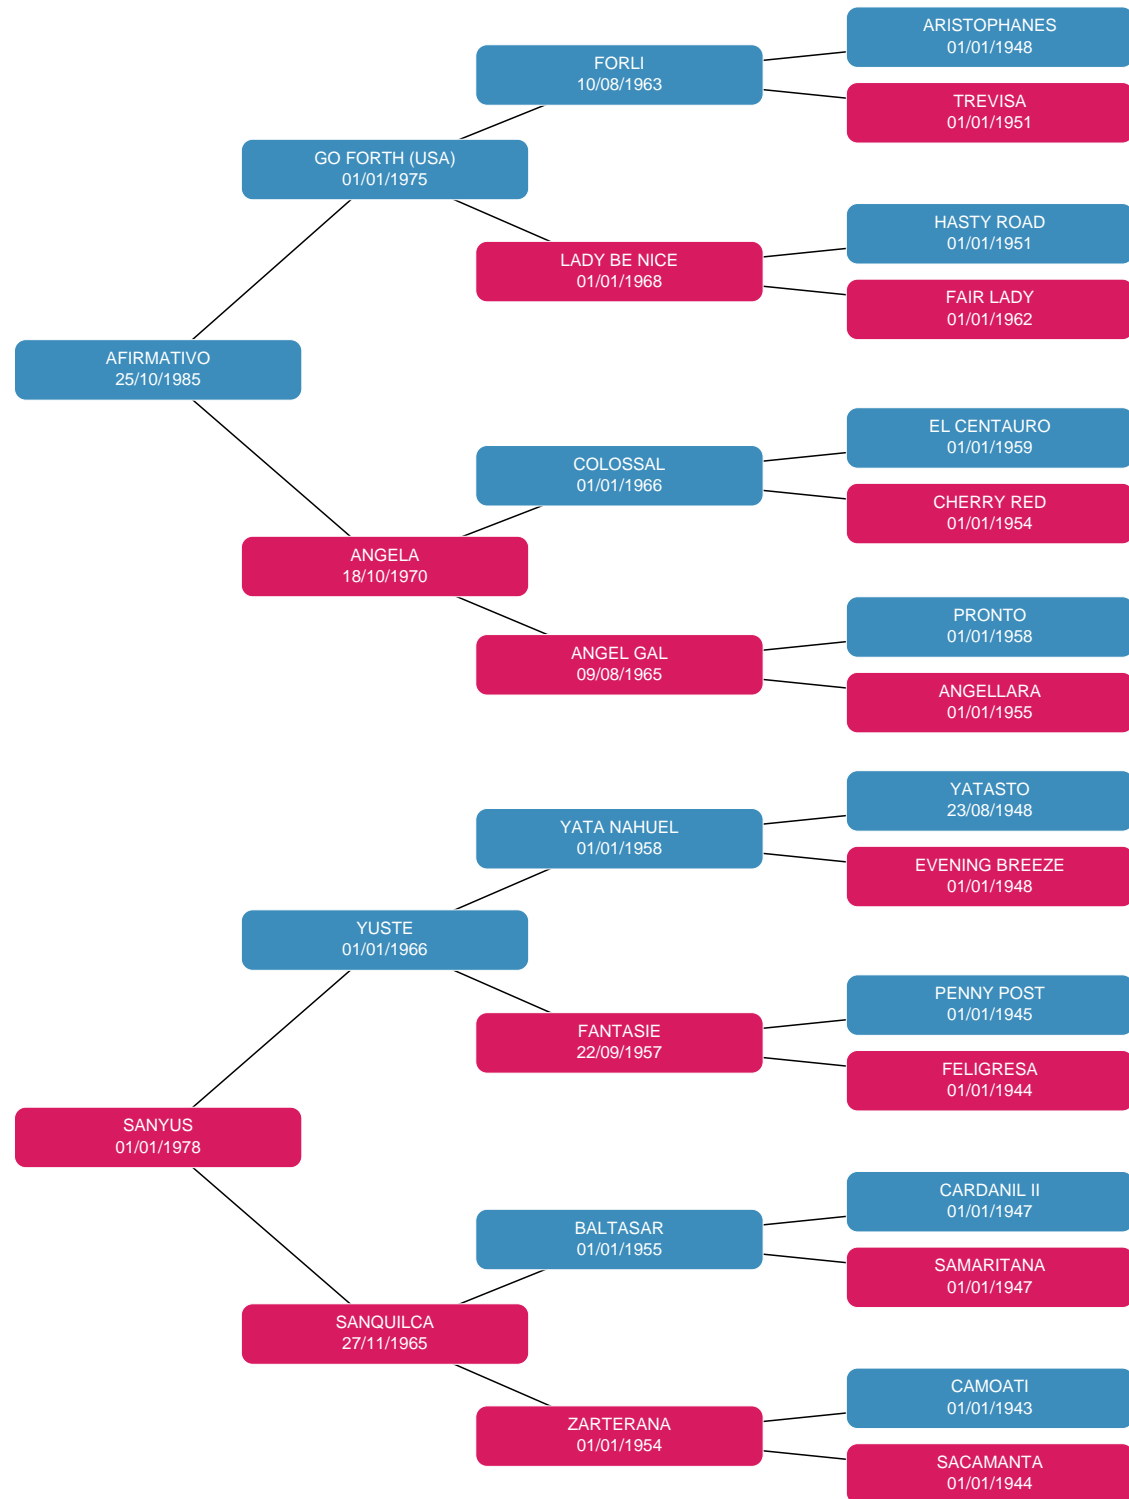 ARISTOPHANES
01/01/1948
FORLI
10/08/1963
TREVISA
01/01/1951
GO FORTH (USA)
01/01/1975
HASTY ROAD
01/01/1951
LADY BE NICE
01/01/1968
FAIR LADY
01/01/1962
AFIRMATIVO
25/10/1985
EL CENTAURO
01/01/1959
COLOSSAL
01/01/1966
CHERRY RED
01/01/1954
ANGELA
18/10/1970
PRONTO
01/01/1958
ANGEL GAL
09/08/1965
ANGELLARA
01/01/1955
YATASTO
23/08/1948
YATA NAHUEL
01/01/1958
EVENING BREEZE
01/01/1948
YUSTE
01/01/1966
PENNY POST
01/01/1945
FANTASIE
22/09/1957
FELIGRESA
01/01/1944
SANYUS
01/01/1978
CARDANIL II
01/01/1947
BALTASAR
01/01/1955
SAMARITANA
01/01/1947
SANQUILCA
27/11/1965
CAMOATI
01/01/1943
ZARTERANA
01/01/1954
SACAMANTA
01/01/1944